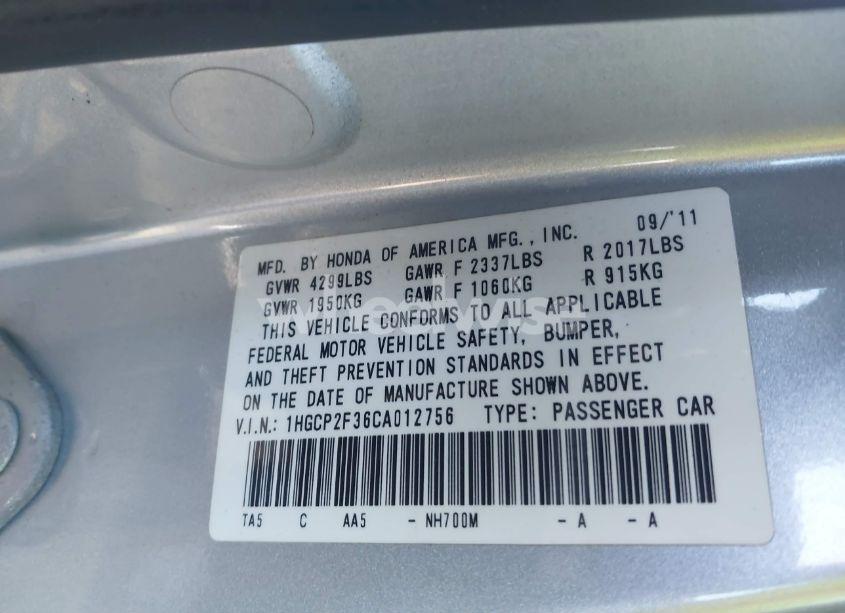 MFD. BY HONDA OF AMERICA MFG., INC. 09/'11
GVWR 4299LBS GAWR F 2337LBS R 2017LBS
GVWR 1950KG GAWR F 1060KG R 915KG
THIS VEHICLE CONFORMS TO ALL APPLICABLE
FEDERAL MOTOR VEHICLE SAFETY, BUMPER,
AND THEFT PREVENTION STANDARDS IN EFFECT
ON THE DATE OF MANUFACTURE SHOWN ABOVE.
V.I.N.: 1HGCP2F36CA012756 TYPE: PASSENGER CAR
TA5 C AA5 - NH700M - A - A